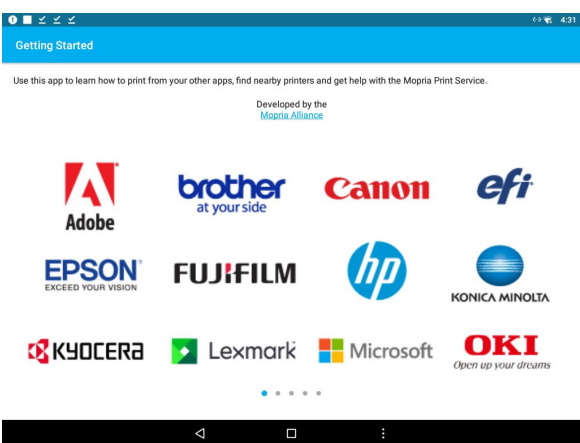 4:31
Getting Started
Use this app to learn how to print from your other apps, find nearby printers and get help with the Mopria Print Service.
Developed by the
Mopria Alliance
Adobe
brother
at your side
Canon
efi
EPSON
EXCEED YOUR VISION
FUJIFILM
hp
KONICA MINOLTA
KYOCERA
Lexmark
Microsoft
OKI
Open up your dreams